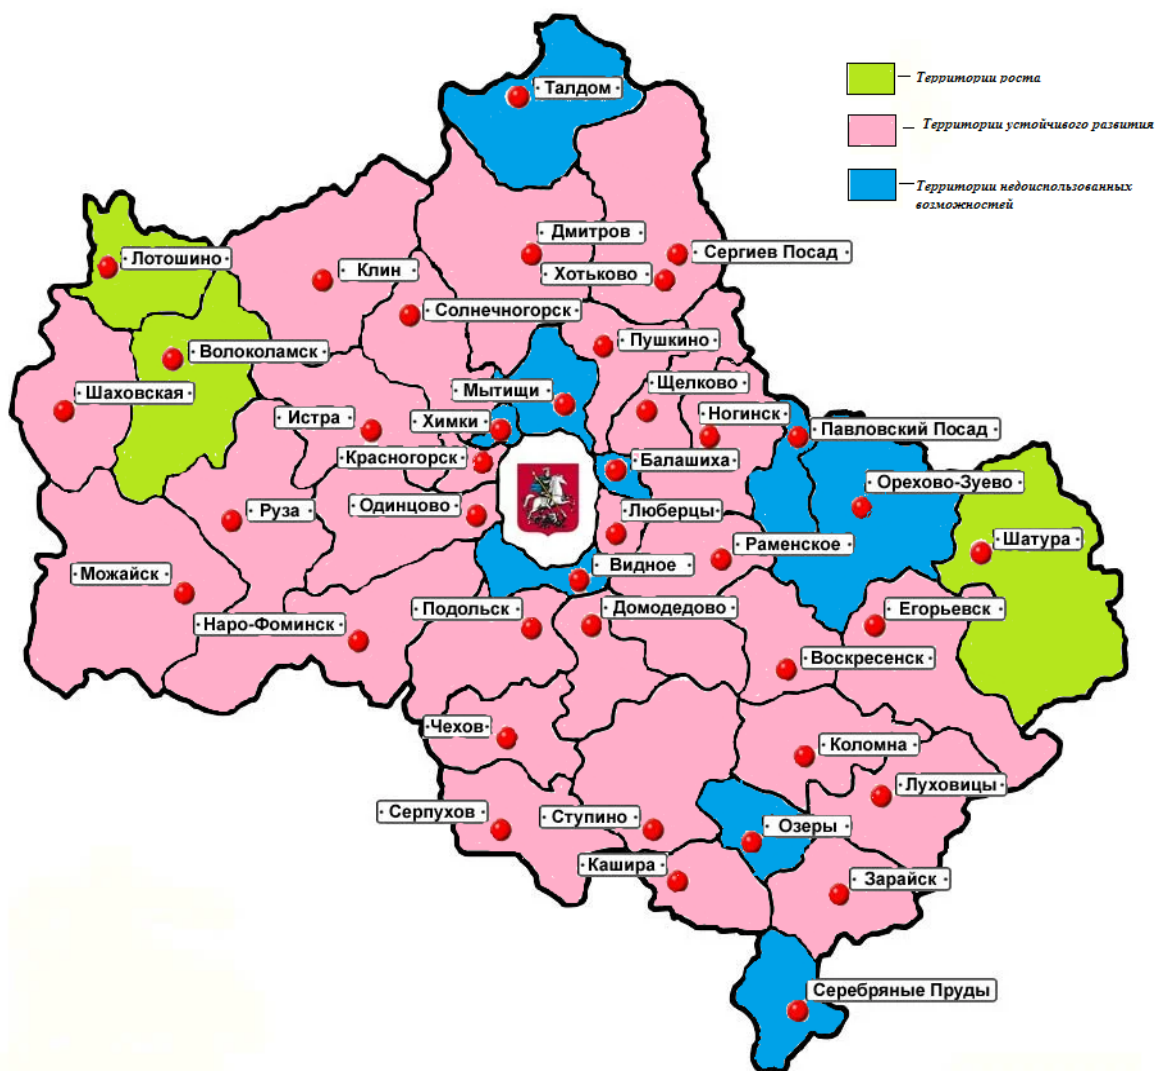 · Талдом ·
— Территории роста
— Территории устойчивого развития
— Территории недоиспользованных
возможностей
· Дмитров ·
· Сергиев Посад ·
· Лотошино ·
· Клин ·
· Хотьково ·
· Солнечногорск ·
· Пушкино ·
· Волоколамск ·
· Шаховская ·
· Мытищи ·
· Щелково ·
· Истра ·
· Химки ·
· Ногинск ·
· Павловский Посад ·
· Красногорск ·
· Балашиха ·
· Орехово-Зуево ·
· Руза ·
· Одинцово ·
· Люберцы ·
· Раменское ·
· Шатура ·
· Можайск ·
· Видное ·
· Наро-Фоминск ·
· Подольск ·
· Домодедово ·
· Егорьевск ·
· Воскресенск ·
· Чехов ·
· Коломна ·
· Луховицы ·
· Серпухов ·
· Ступино ·
· Озеры ·
· Кашира ·
· Зарайск ·
· Серебряные Пруды ·